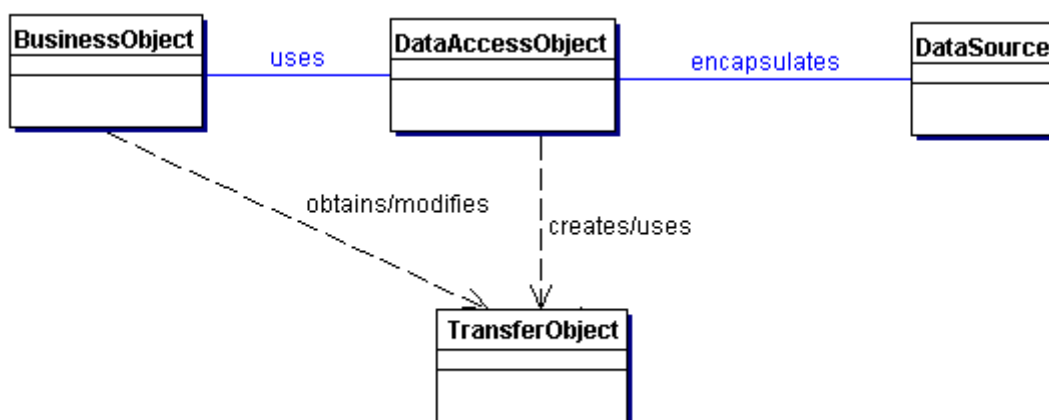 BusinessObject
uses
DataAccessObject
encapsulates
DataSource
obtains/modifies
creates/uses
TransferObject